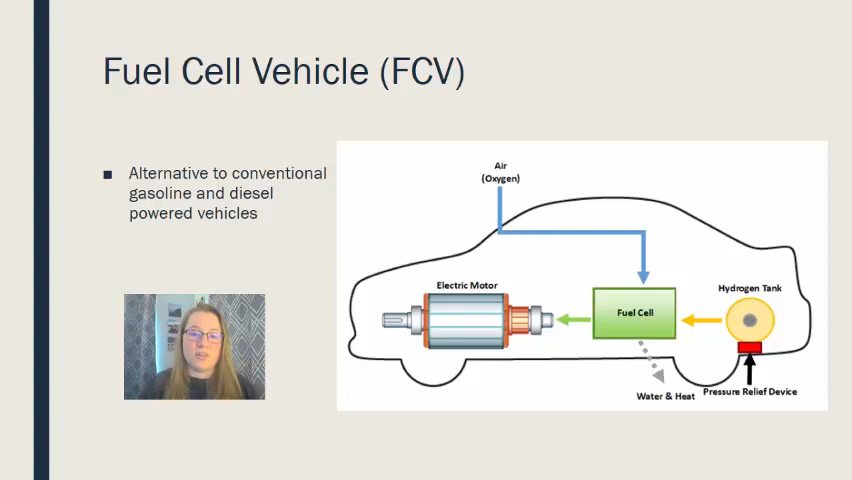 Fuel Cell Vehicle (FCV)
■ Alternative to conventional
gasoline and diesel
powered vehicles
Air
(Oxygen)
Electric Motor
Fuel Cell
Hydrogen Tank
Water & Heat
Pressure Relief Device